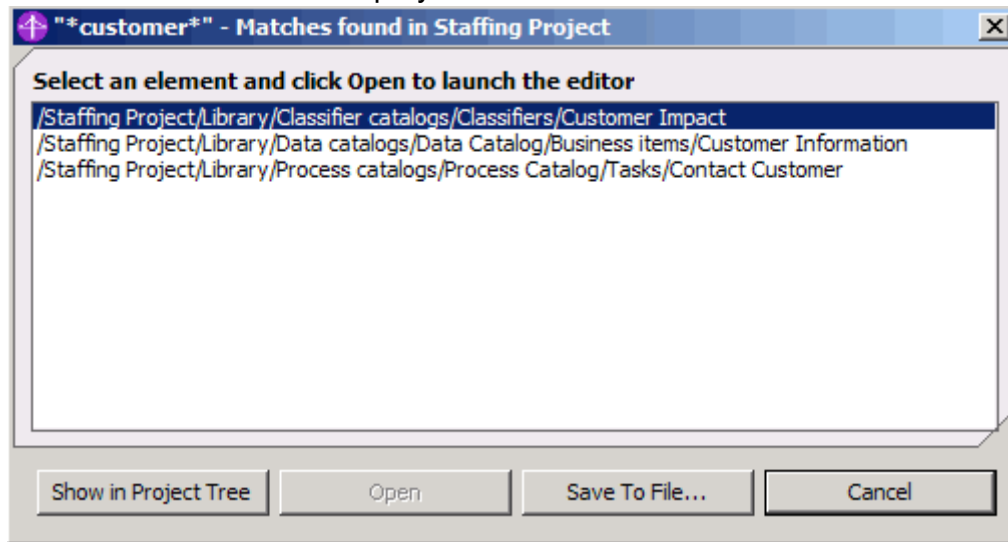 "*customer*" - Matches found in Staffing Project
Select an element and click Open to launch the editor
/Staffing Project/Library/Classifier catalogs/Classifiers/Customer Impact
/Staffing Project/Library/Data catalogs/Data Catalog/Business items/Customer Information
/Staffing Project/Library/Process catalogs/Process Catalog/Tasks/Contact Customer
Show in Project Tree Open Save To File... Cancel